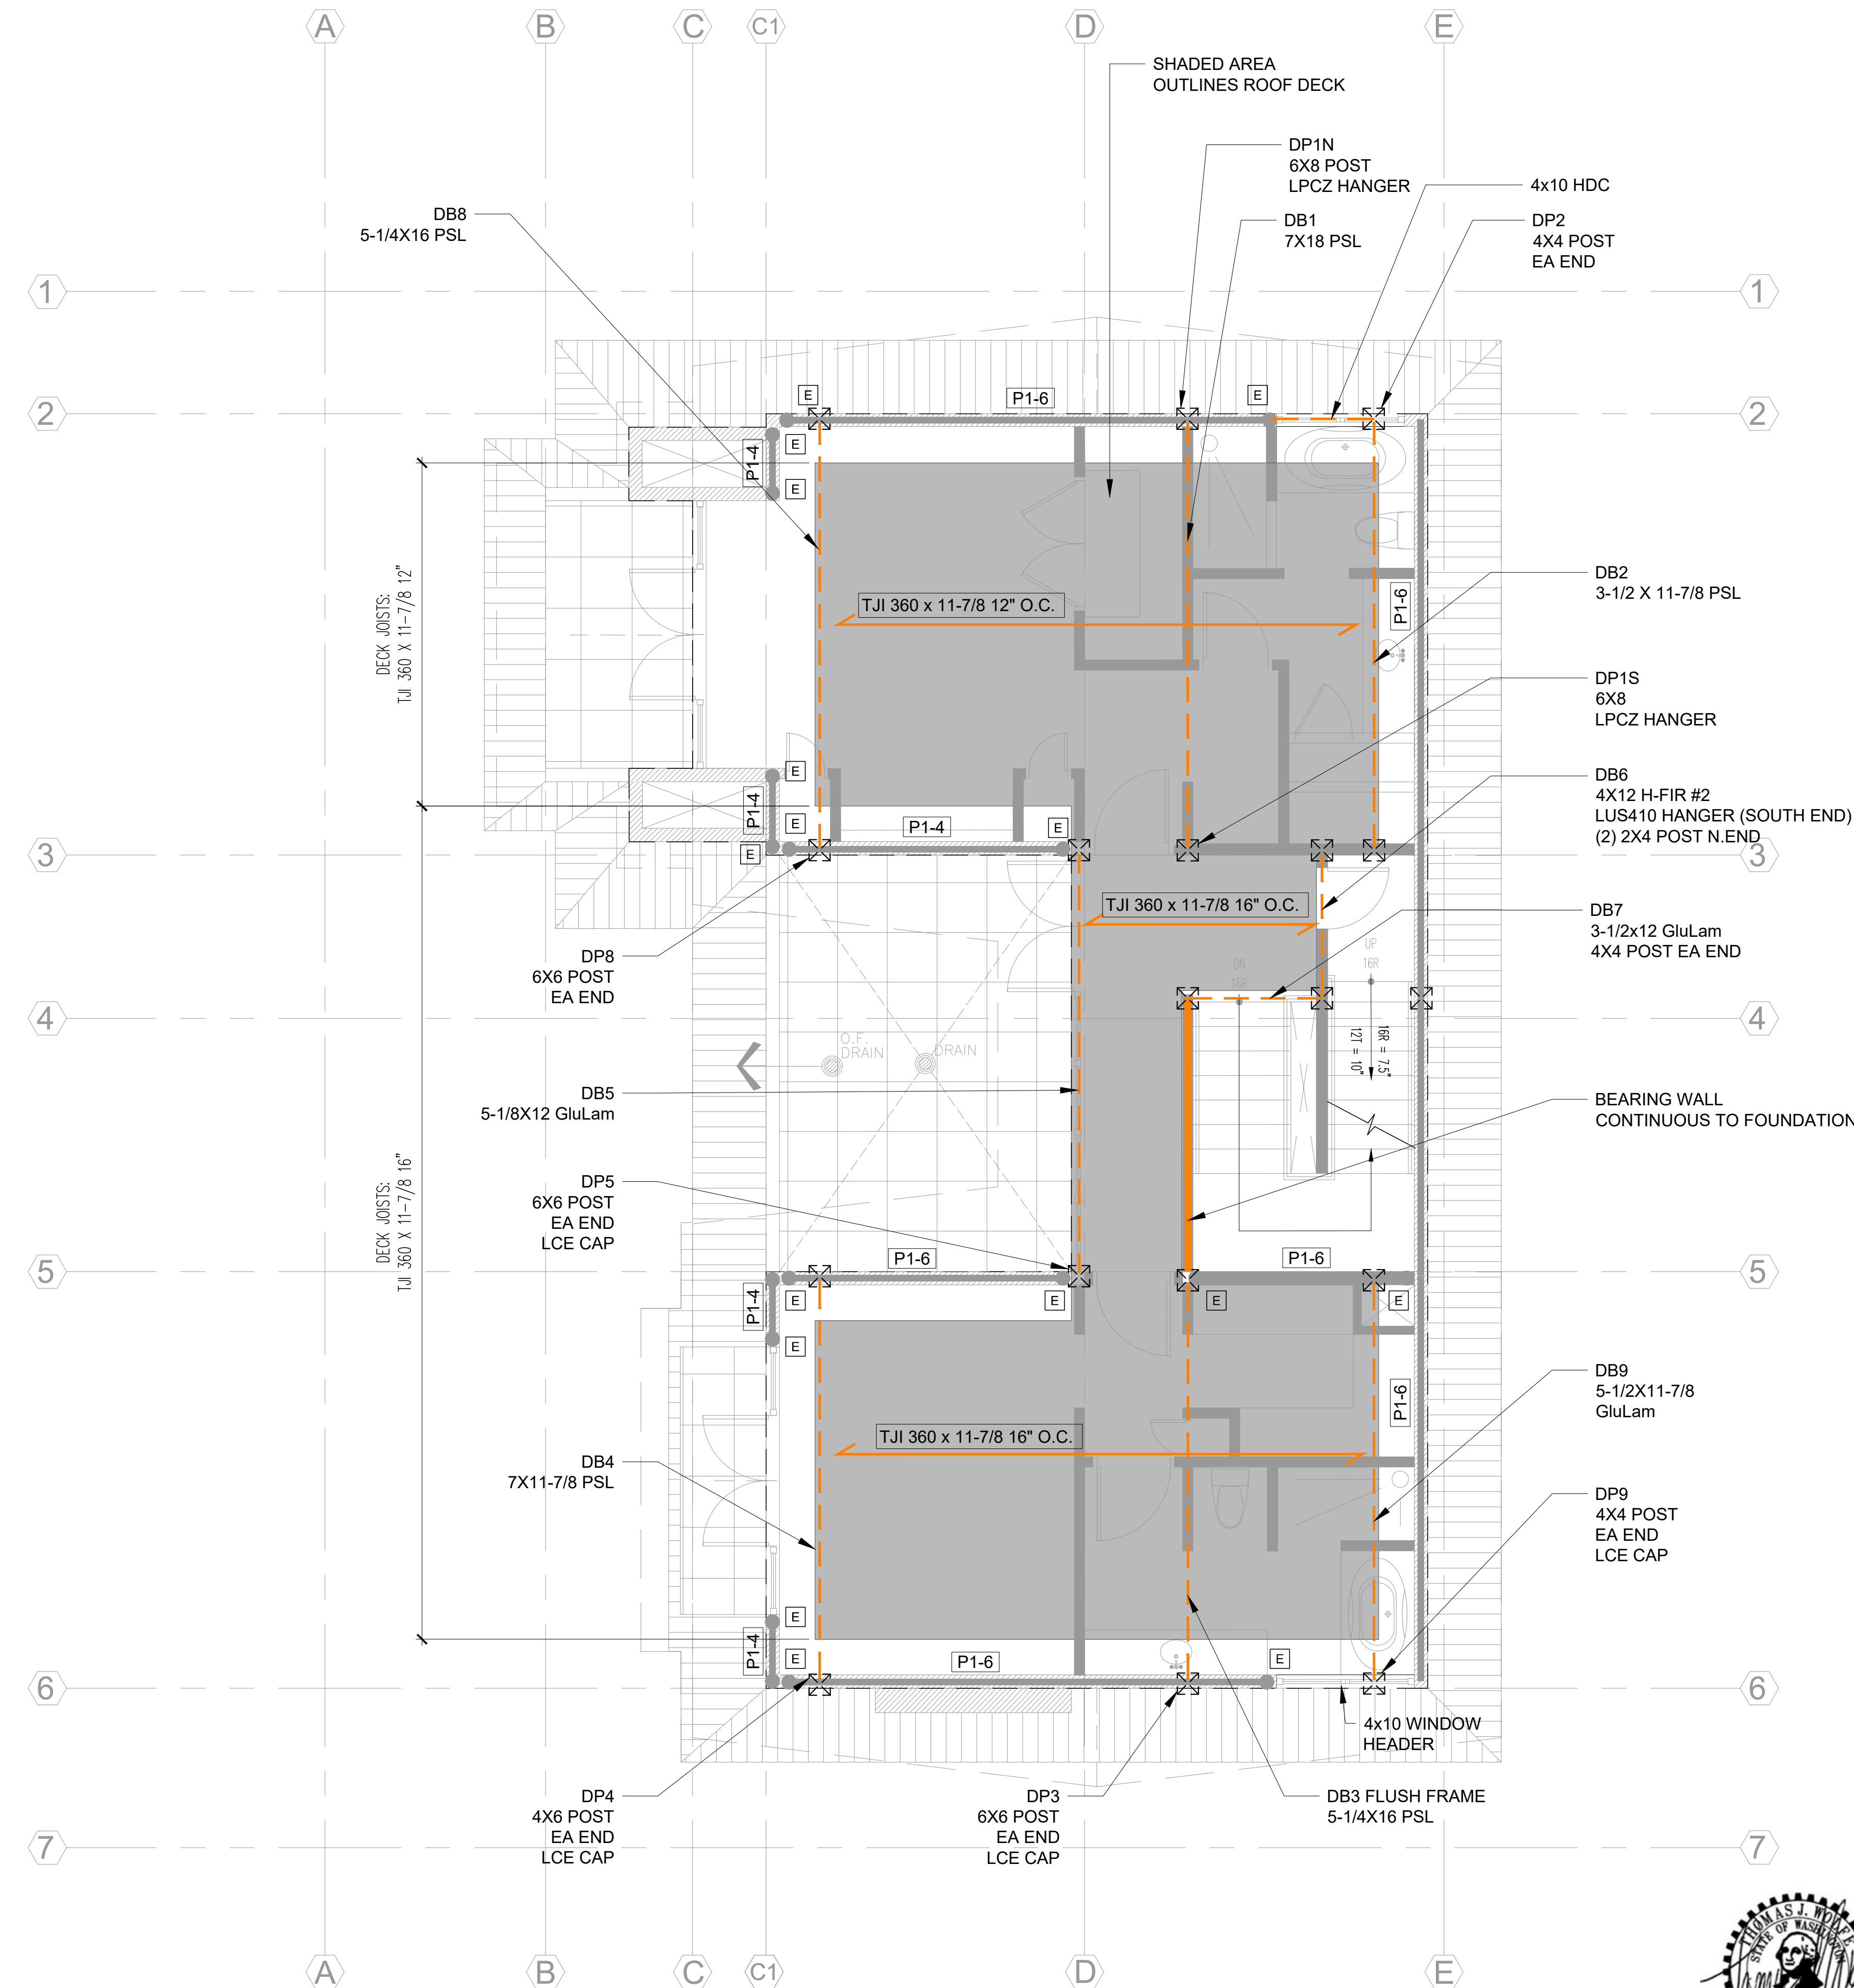 A
B
C
C1
D
E
SHADED AREA
OUTLINES ROOF DECK
DP1N
6X8 POST
LPCZ HANGER
4x10 HDC
DB8
5-1/4X16 PSL
DB1
7X18 PSL
DP2
4X4 POST
EA END
1
1
E
P1-6
E
2
2
E
P1-4
E
DECK JOISTS:
TJI 360 X 11-7/8 12"
DB2
3-1/2 X 11-7/8 PSL
TJI 360 x 11-7/8 12" O.C.
P1-6
DP1S
6X8
LPCZ HANGER
E
P1-4
E
P1-4
E
DB6
4X12 H-FIR #2
LUS410 HANGER (SOUTH END)
(2) 2X4 POST N.END
3
E
3
TJI 360 x 11-7/8 16" O.C.
DB7
3-1/2x12 GluLam
4X4 POST EA END
UP
16R
DN
16R
DP8
6X6 POST
EA END
4
4
O.F.
DRAIN
DRAIN
16R = 7.5"
12T = 10"
DB5
5-1/8X12 GluLam
BEARING WALL
CONTINUOUS TO FOUNDATION
DP5
6X6 POST
EA END
LCE CAP
DECK JOISTS:
TJI 360 X 11-7/8 16"
P1-6
P1-6
5
5
P1-4
E
E
E
E
E
DB9
5-1/2X11-7/8
GluLam
P1-6
TJI 360 x 11-7/8 16" O.C.
DB4
7X11-7/8 PSL
DP9
4X4 POST
EA END
LCE CAP
E
P1-4
E
P1-6
E
6
6
4x10 WINDOW
HEADER
DP4
4X6 POST
EA END
LCE CAP
DP3
6X6 POST
EA END
LCE CAP
DB3 FLUSH FRAME
5-1/4X16 PSL
7
7
THOMAS J. WOLFE
STATE OF WASHINGTON
A
B
C
C1
D
E